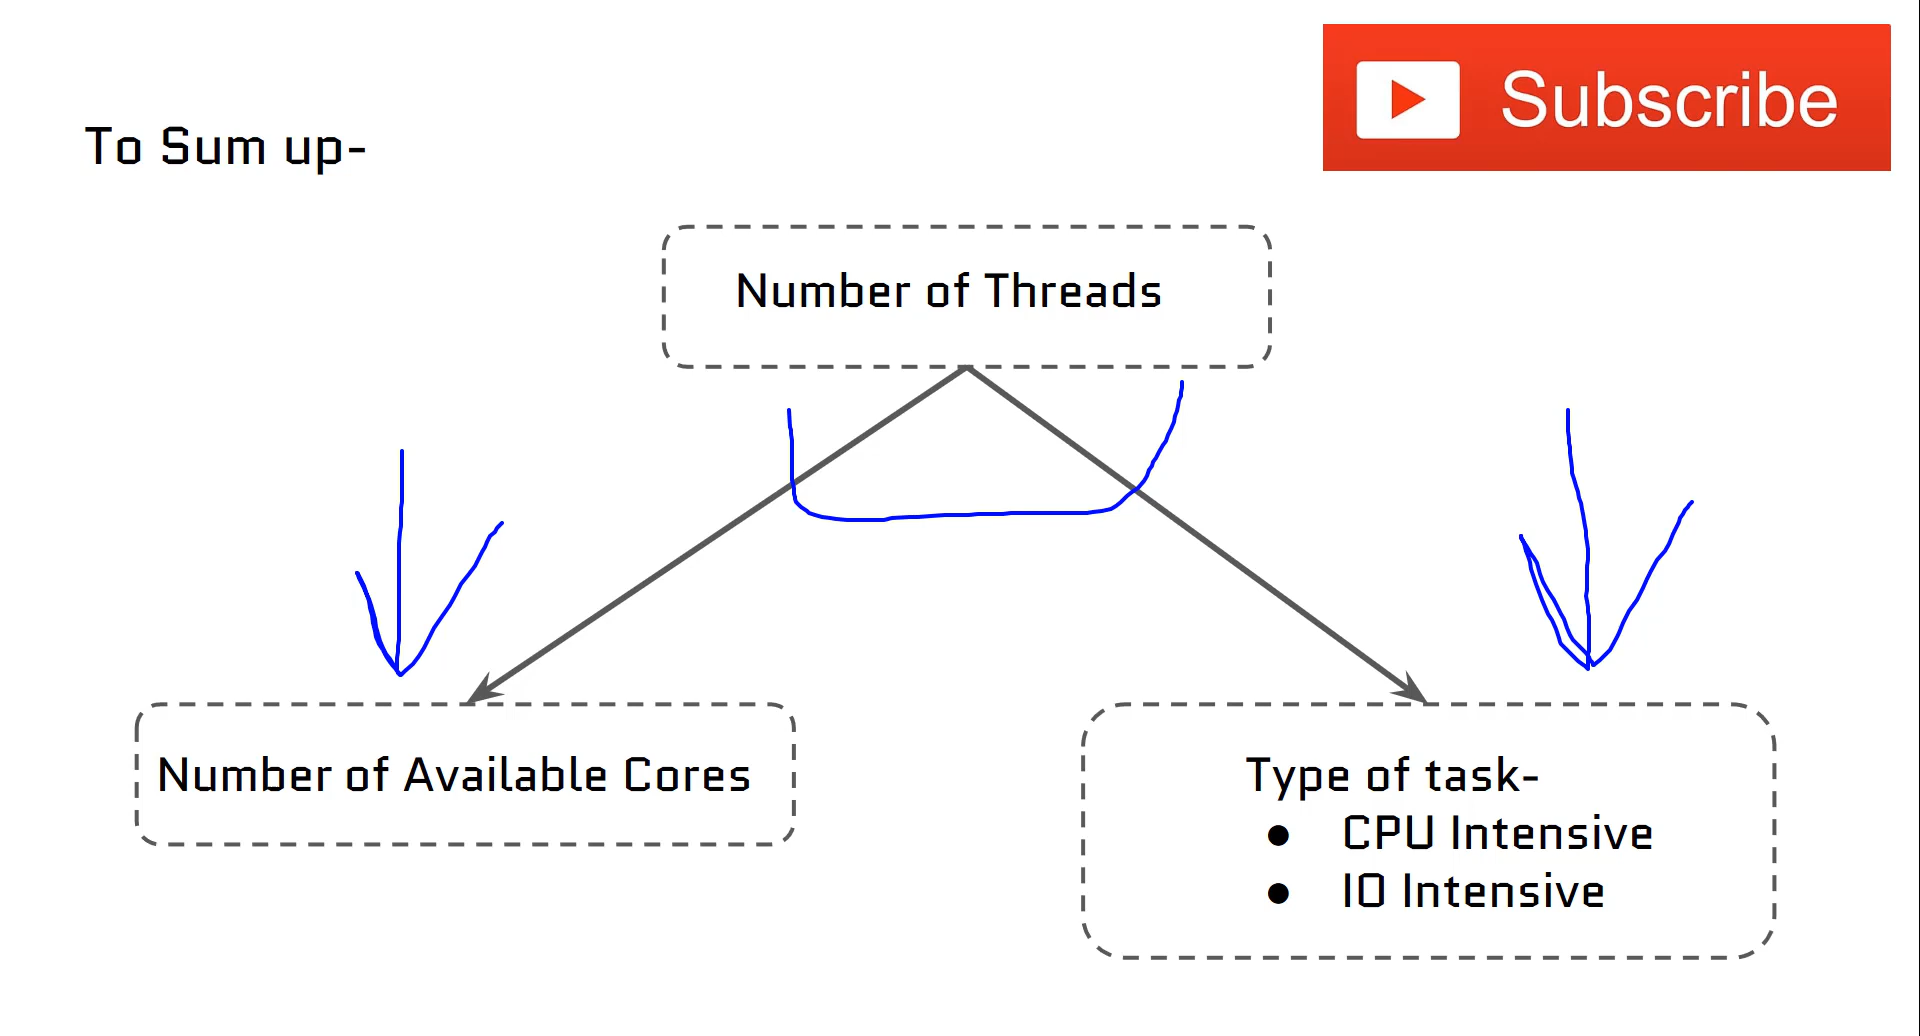 Subscribe
To Sum up-
Number of Threads
Number of Available Cores
Type of task-
● CPU Intensive
● IO Intensive